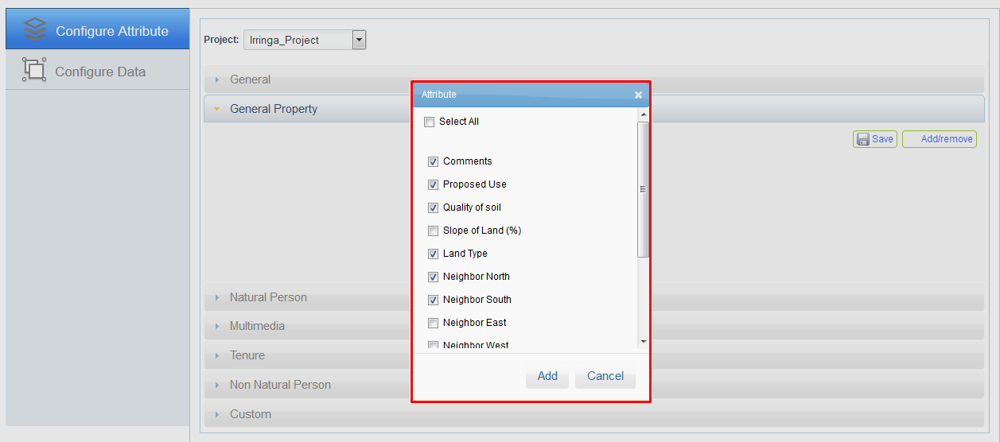 Configure Attribute
Configure Data
Project: Irringa_Project
General
General Property
Save Add/remove
Natural Person
Multimedia
Tenure
Non Natural Person
Custom
Attribute
Select All
Comments
Proposed Use
Quality of soil
Slope of Land (%)
Land Type
Neighbor North
Neighbor South
Neighbor East
Neighbor West
Add Cancel